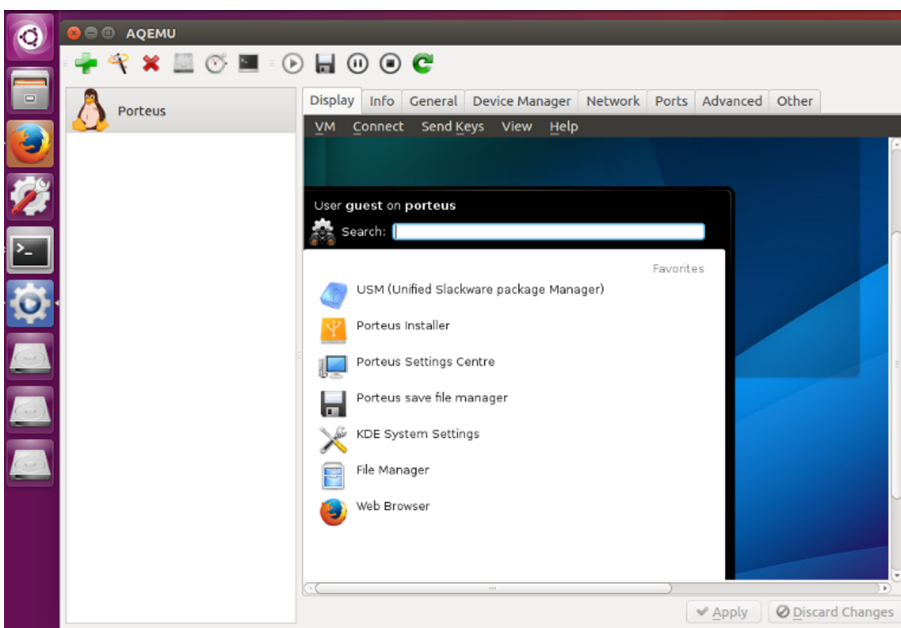 AQEMU
Porteus
Display Info General Device Manager Network Ports Advanced Other
VM Connect Send Keys View Help
User guest on porteus
Search:
Favorites
USM (Unified Slackware package Manager)
Porteus Installer
Porteus Settings Centre
Porteus save file manager
KDE System Settings
File Manager
Web Browser
Apply Discard Changes